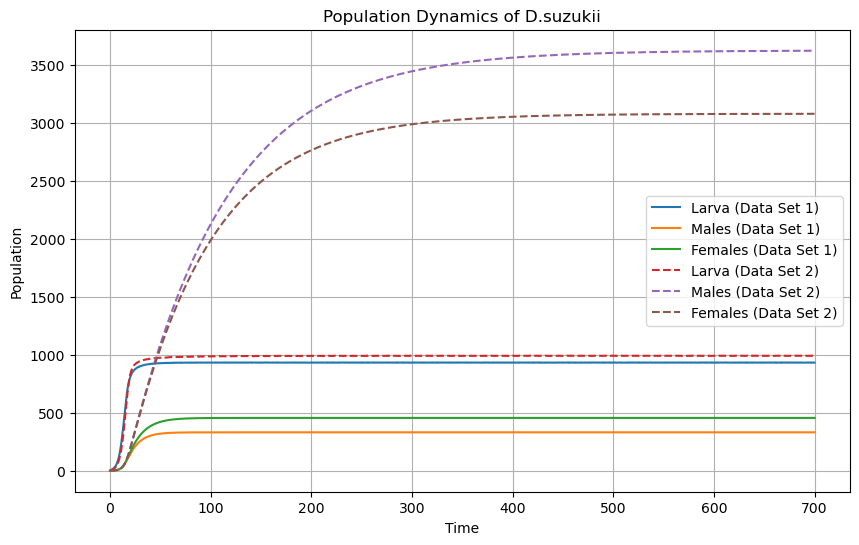 Population Dynamics of D.suzukii
Population
3500
3000
2500
2000
1500
1000
500
0
Larva (Data Set 1)
Males (Data Set 1)
Females (Data Set 1)
Larva (Data Set 2)
Males (Data Set 2)
Females (Data Set 2)
0 100 200 300 400 500 600 700
Time